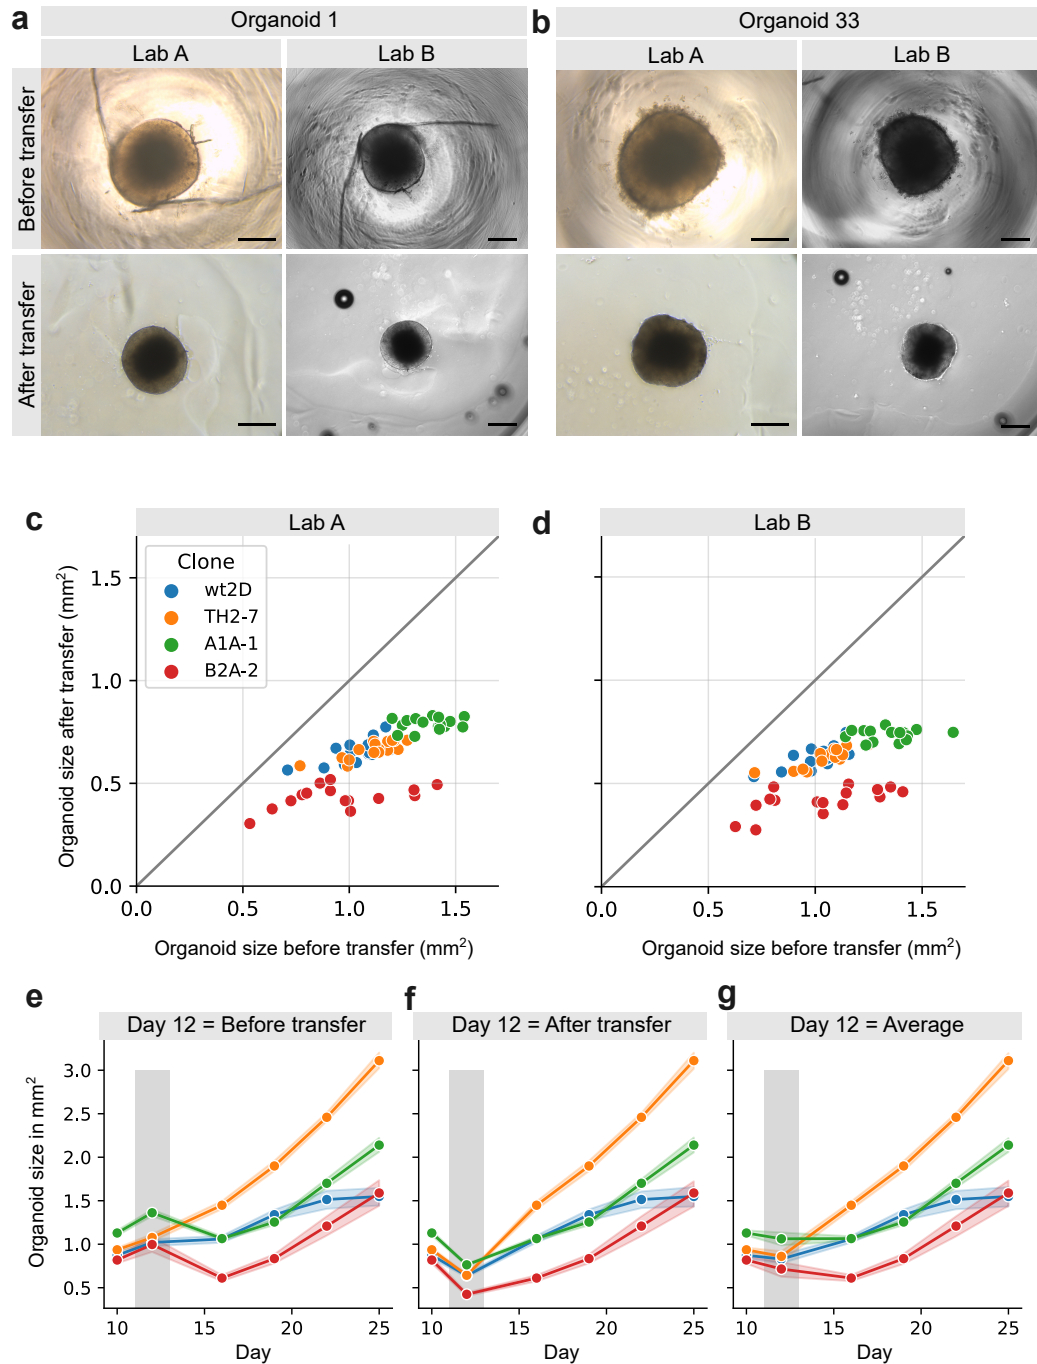 a
Organoid 1
b
Organoid 33
Lab A
Lab B
Lab A
Lab B
Before transfer
After transfer
c
Lab A
d
Lab B
Clone
wt2D
TH2-7
A1A-1
B2A-2
Organoid size after transfer (mm²)
1.5
1.0
0.5
0.0
0.0
0.5
1.0
1.5
0.0
0.5
1.0
1.5
Organoid size before transfer (mm²)
Organoid size before transfer (mm²)
e
f
g
Day 12 = Before transfer
Day 12 = After transfer
Day 12 = Average
Organoid size in mm²
3.0
2.5
2.0
1.5
1.0
0.5
10
15
20
25
10
15
20
25
10
15
20
25
Day
Day
Day